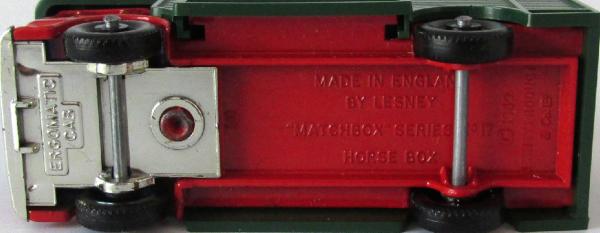 ERGOMATIC
CAB
MADE IN ENGLAND
BY LESNEY
"MATCHBOX" SERIES Nº17
HORSE BOX